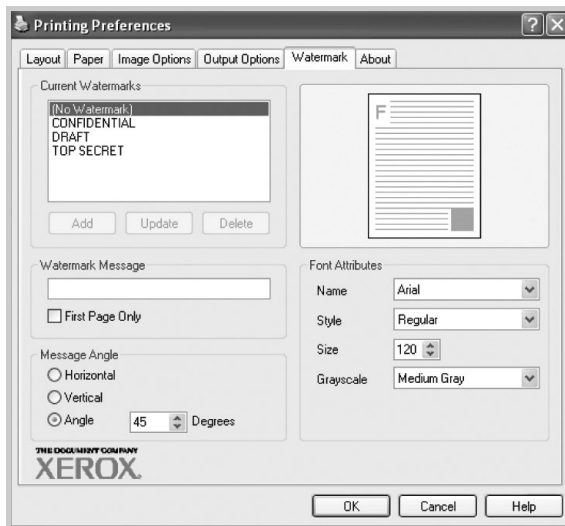 Printing Preferences
Layout Paper Image Options Output Options Watermark About
Current Watermarks
(No Watermark)
CONFIDENTIAL
DRAFT
TOP SECRET
Add Update Delete
F
Watermark Message
First Page Only
Message Angle
Horizontal
Vertical
Angle 45 Degrees
Font Attributes
Name Arial
Style Regular
Size 120
Grayscale Medium Gray
THE DOCUMENT COMPANY
XEROX.
OK Cancel Help